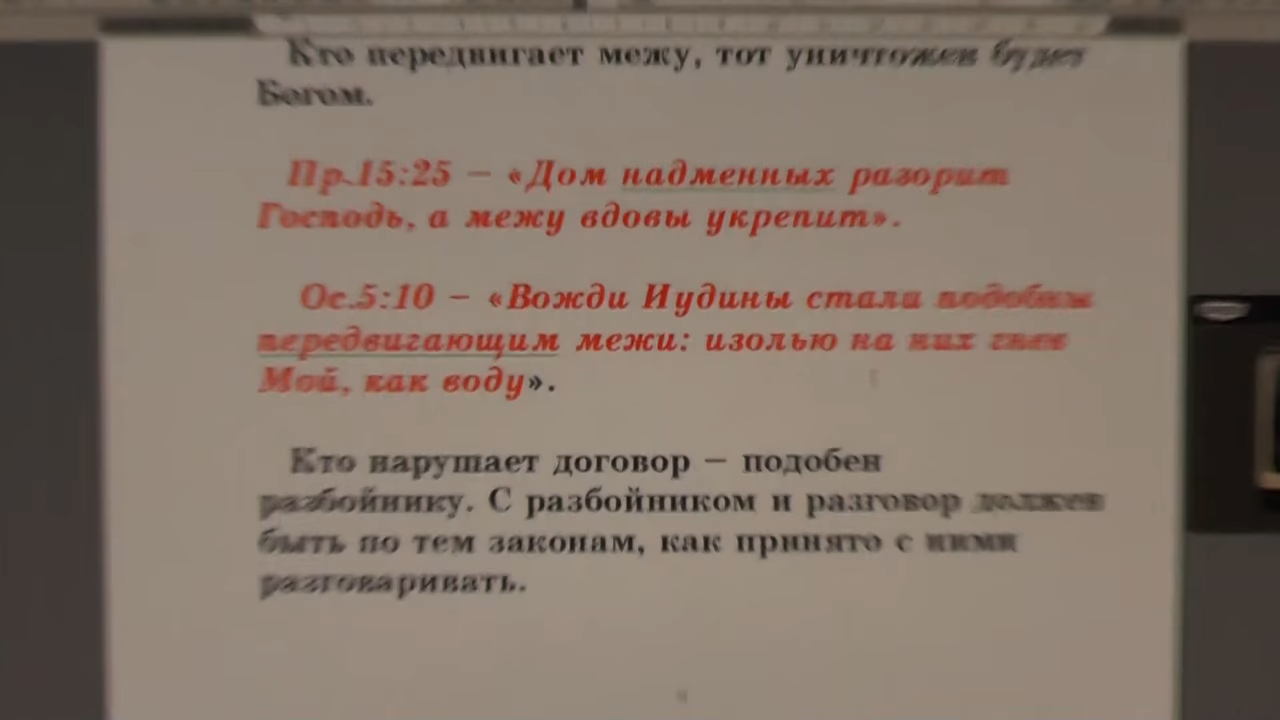 Кто передвигает межу, тот уничтожен будет
Богом.
Пр.15:25 – «Дом надменных разорит
Господь, а межу вдовы укрепит».
Ос.5:10 – «Вожди Иудины стали подобны
передвигающим межи: изолью на них гнев
Мой, как воду».
Кто нарушает договор – подобен
разбойнику. С разбойником и разговор должен
быть по тем законам, как принято с ними
разговаривать.